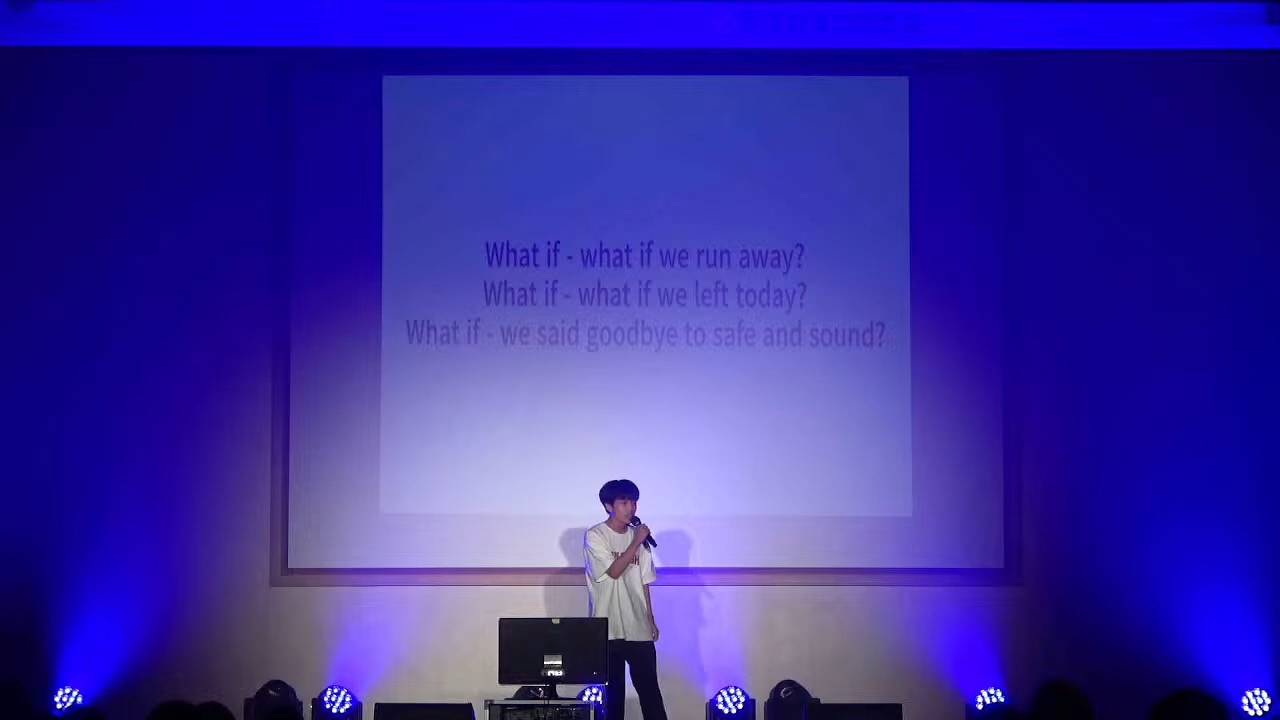 What if - what if we run away?
What if - what if we left today?
What if - we said goodbye to safe and sound?